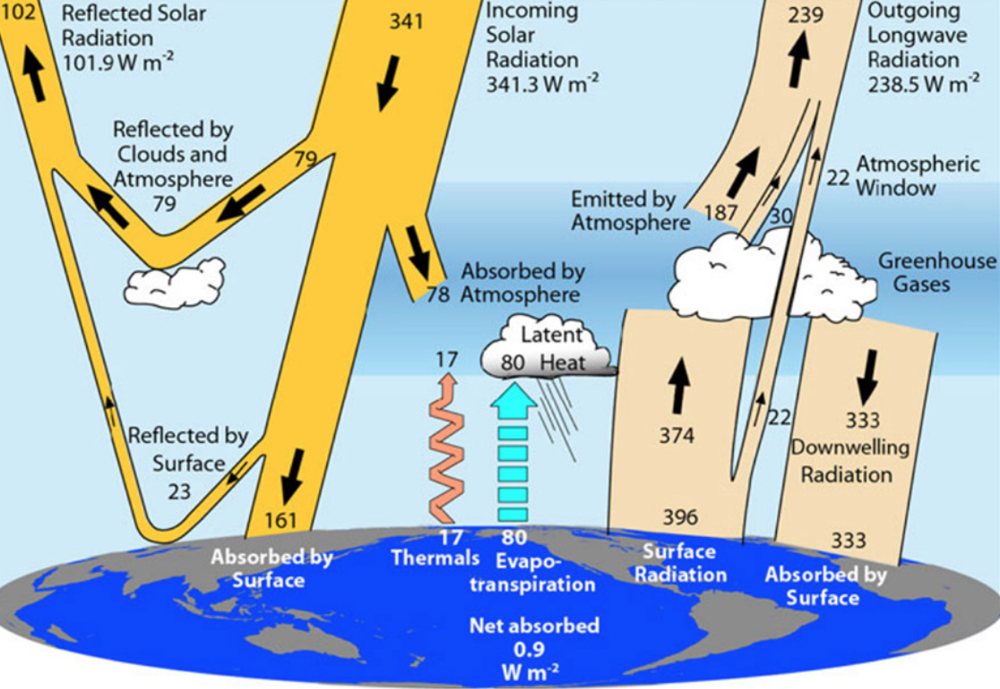 102
Reflected Solar
Radiation
101.9 W m-2
341
Incoming
Solar
Radiation
341.3 W m-2
239
Outgoing
Longwave
Radiation
238.5 W m-2
Reflected by
Clouds and
Atmosphere
79
79
Emitted by
Atmosphere
187
30
22
Atmospheric
Window
Greenhouse
Gases
Absorbed by
78 Atmosphere
Latent
80 Heat
17
374
22
333
Downwelling
Radiation
Reflected by
Surface
23
161
396
333
Absorbed by
Surface
17
Thermals
80
Evapo-
transpiration
Surface
Radiation
Absorbed by
Surface
Net absorbed
0.9
W m-2